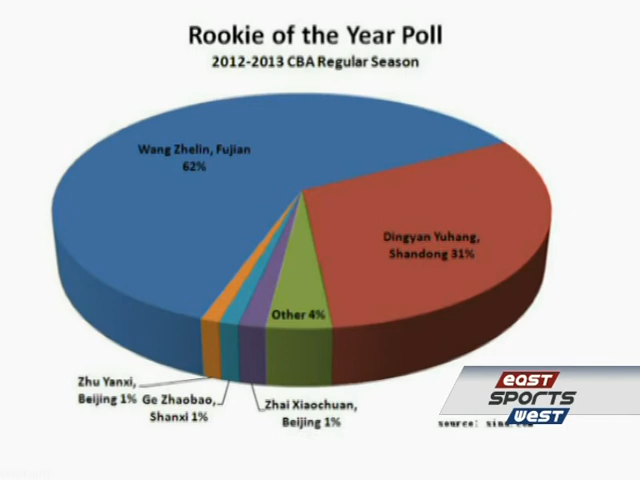 Rookie of the Year Poll
2012-2013 CBA Regular Season
Wang Zhelin, Fujian
62%
Dingyan Yuhang,
Shandong 31%
Other 4%
Zhu Yanxi,
Beijing 1%
Ge Zhaobao,
Shanxi 1%
Zhai Xiaochuan,
Beijing 1%
east
SPORTS
west
source: